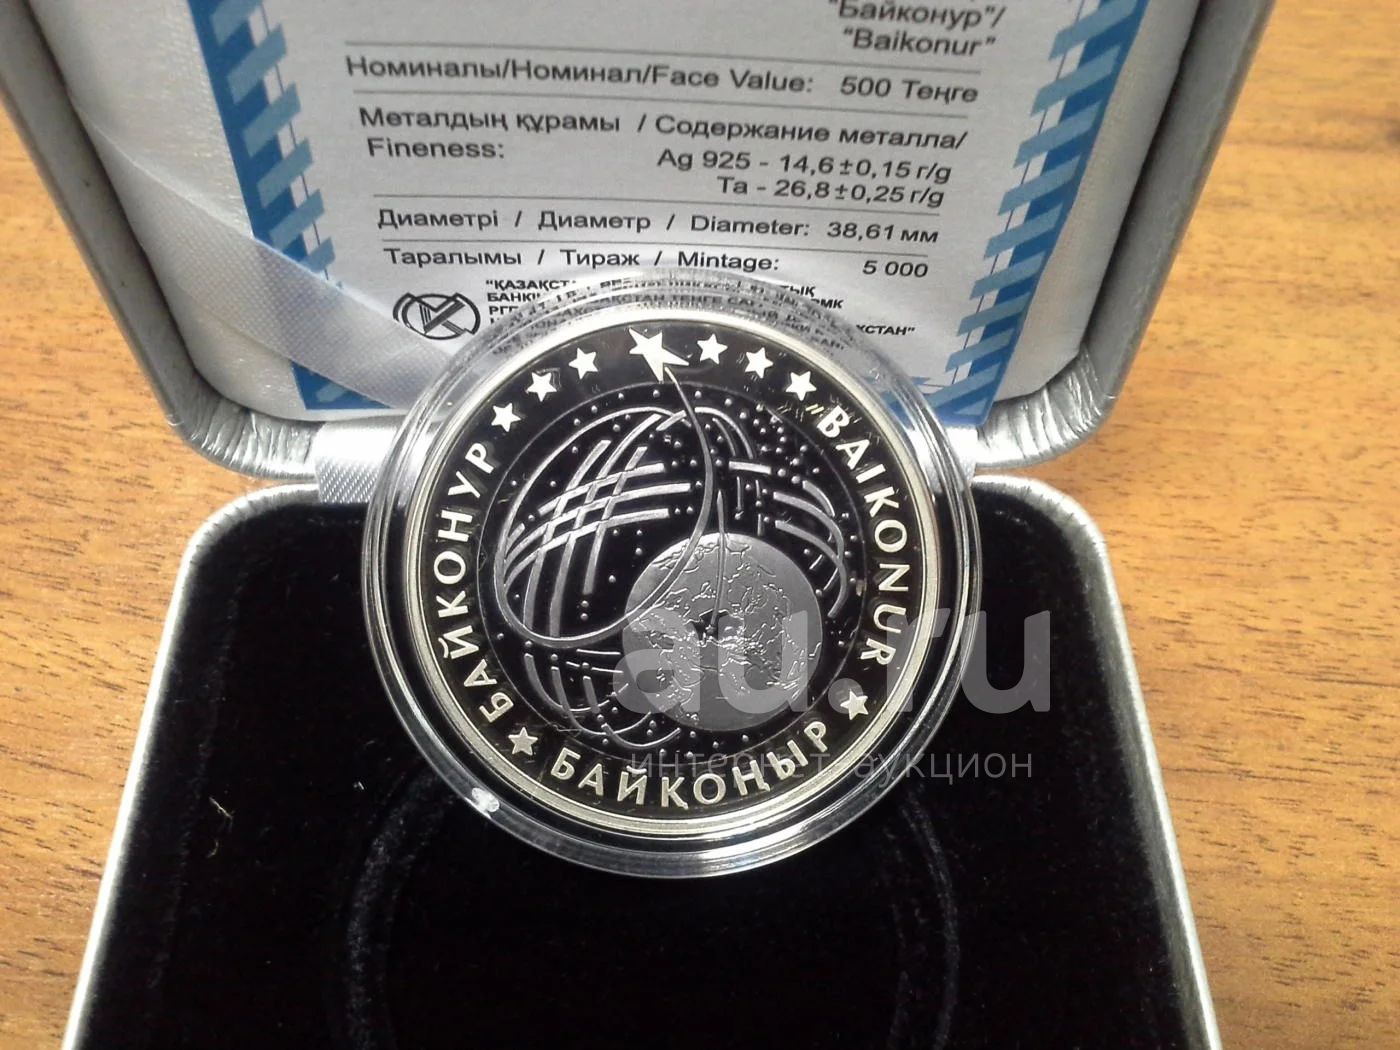 "Байконур"/
"Baikonur"
Номиналы/Номинал/Face Value: 500 Теңге
Металдың құрамы / Содержание металла/
Fineness:
Ag 925 - 14,6±0,15 г/g
Ta - 26,8±0,25 г/g
Диаметрі / Диаметр / Diameter: 38,61 мм
Таралымы / Тираж / Mintage: 5 000
БАЙКОНУР
"BAIKONUR
БАЙҚОҢЫР
au.ru
интернет аукцион